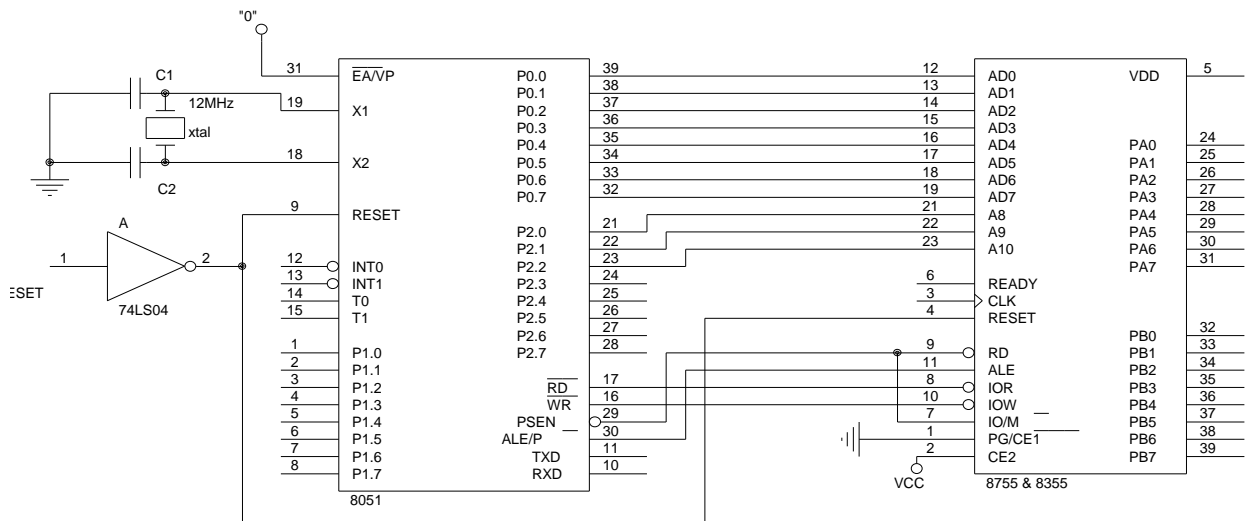 "0"
31 EA/VP P0.0 39 12 AD0 VDD 5
C1
P0.1 38 13 AD1
12MHz 19 X1 P0.2 37 14 AD2
xtal P0.3 36 15 AD3
P0.4 35 16 AD4 PA0 24
18 X2 P0.5 34 17 AD5 PA1 25
C2 P0.6 33 18 AD6 PA2 26
P0.7 32 19 AD7 PA3 27
A 9 RESET 21 A8 PA4 28
P2.0 21 22 A9 PA5 29
P2.1 22 23 A10 PA6 30
1 2 12 INT0 P2.2 23 PA7 31
ESET 13 INT1 P2.3 24 6 READY
74LS04 14 T0 P2.4 25 3 CLK
15 T1 P2.5 26 4 RESET
P2.6 27 PB0 32
1 P1.0 P2.7 28 9 RD PB1 33
2 P1.1 11 ALE PB2 34
3 P1.2 RD 17 8 IOR PB3 35
4 P1.3 WR 16 10 IOW PB4 36
5 P1.4 PSEN 29 7 IO/M PB5 37
6 P1.5 ALE/P 30 1 PG/CE1 PB6 38
7 P1.6 TXD 11 2 CE2 PB7 39
8 P1.7 RXD 10 VCC
8051 8755 & 8355